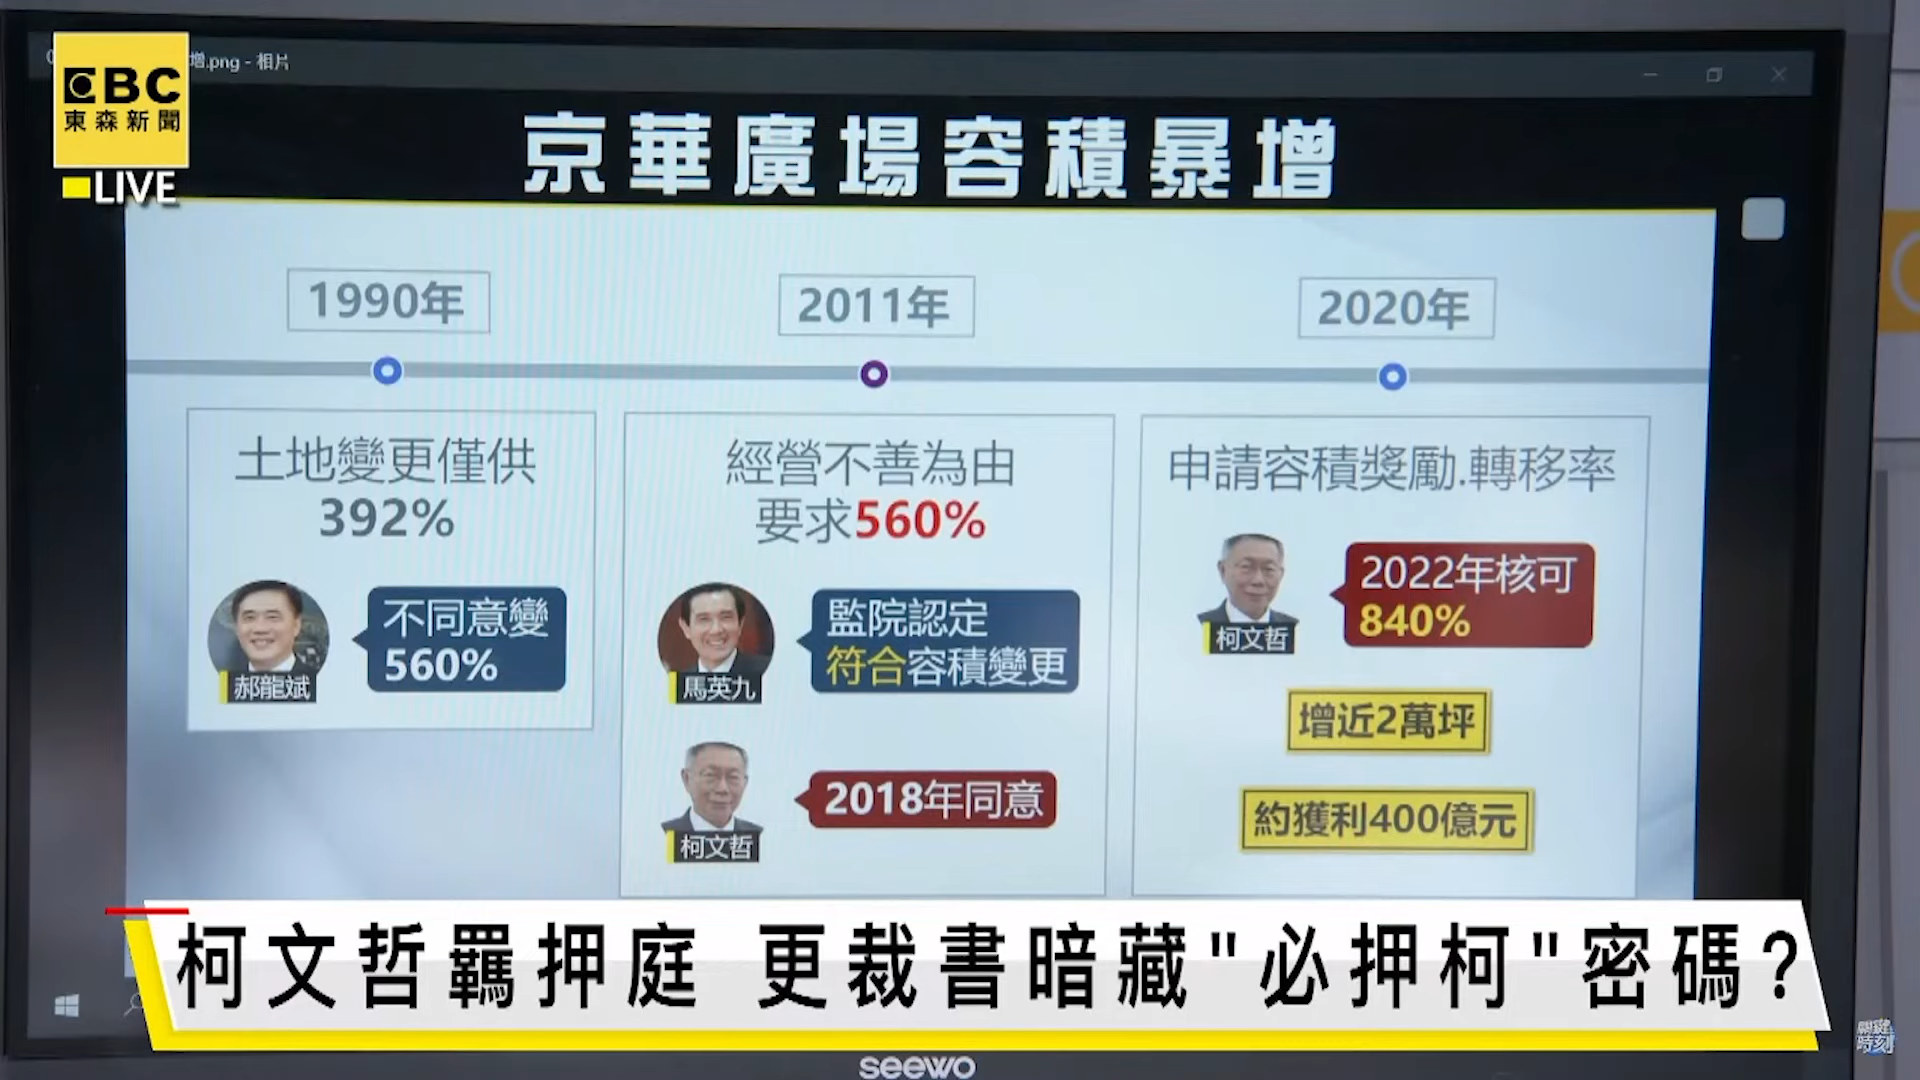 增.png - 相片
EBC
東森新聞
LIVE
京華廣場容積暴增
1990年
2011年
2020年
土地變更僅供
392%
郝龍斌
不同意變
560%
經營不善為由
要求560%
馬英九
監院認定
符合容積變更
柯文哲
2018年同意
申請容積獎勵.轉移率
柯文哲
2022年核可
840%
增近2萬坪
約獲利400億元
柯文哲羈押庭 更裁書暗藏"必押柯"密碼?
關鍵時刻
seewo